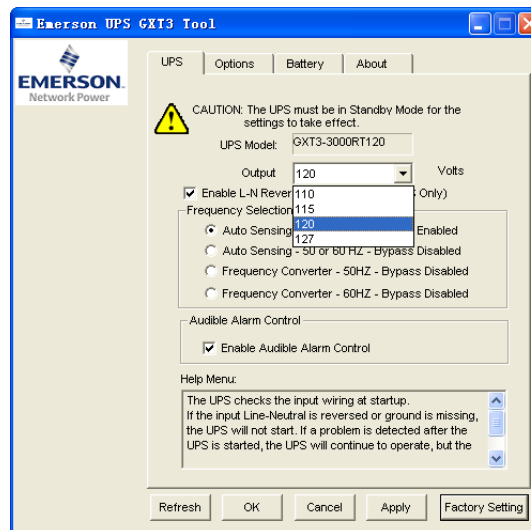 Emerson UPS GXT3 Tool
EMERSON.
Network Power
UPS
Options
Battery
About
CAUTION: The UPS must be in Standby Mode for the
settings to take effect.
UPS Model: GXT3-3000RT120
Output 120 Volts
110
115
120
127
Enable L-N Rever Only)
Frequency Selection
Auto Sensing Enabled
Auto Sensing - 50 or 60 HZ - Bypass Disabled
Frequency Converter - 50HZ - Bypass Disabled
Frequency Converter - 60HZ - Bypass Disabled
Audible Alarm Control
Enable Audible Alarm Control
Help Menu:
The UPS checks the input wiring at startup.
If the input Line-Neutral is reversed or ground is missing,
the UPS will not start. If a problem is detected after the
UPS is started, the UPS will continue to operate, but the
Refresh
OK
Cancel
Apply
Factory Setting